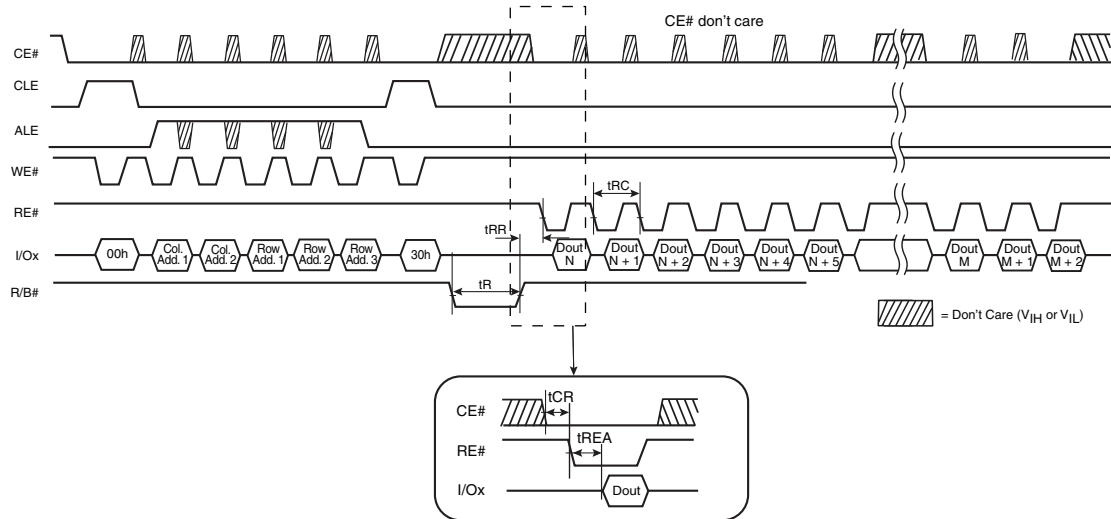 CE# don't care
CE#
CLE
ALE
WE#
tRC
RE#
tRR
I/Ox
00h
Col. Add. 1
Col. Add. 2
Row Add. 1
Row Add. 2
Row Add. 3
30h
Dout N
Dout N + 1
Dout N + 2
Dout N + 3
Dout N + 4
Dout N + 5
Dout M
Dout M + 1
Dout M + 2
R/B#
tR
= Don't Care (VIH or VIL)
CE#
tCR
RE#
tREA
I/Ox
Dout